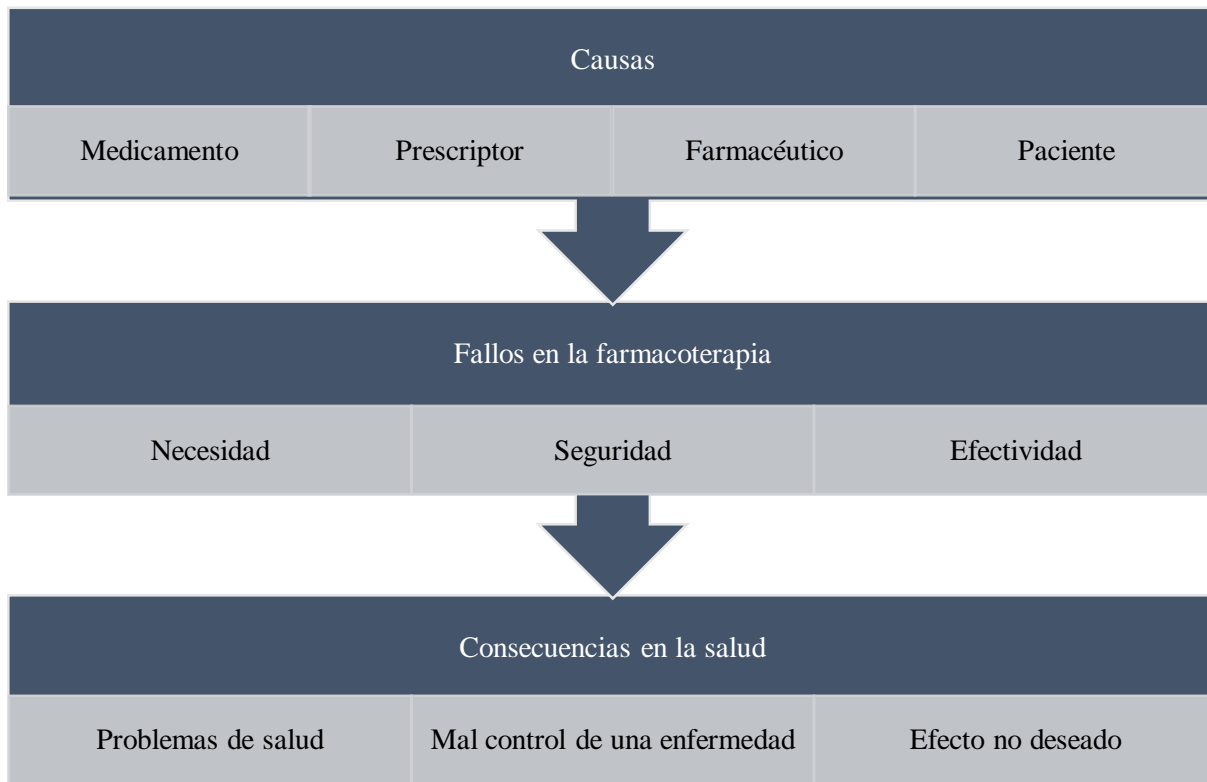 Causas
Medicamento Prescriptor Farmacéutico Paciente
Fallos en la farmacoterapia
Necesidad Seguridad Efectividad
Consecuencias en la salud
Problemas de salud Mal control de una enfermedad Efecto no deseado